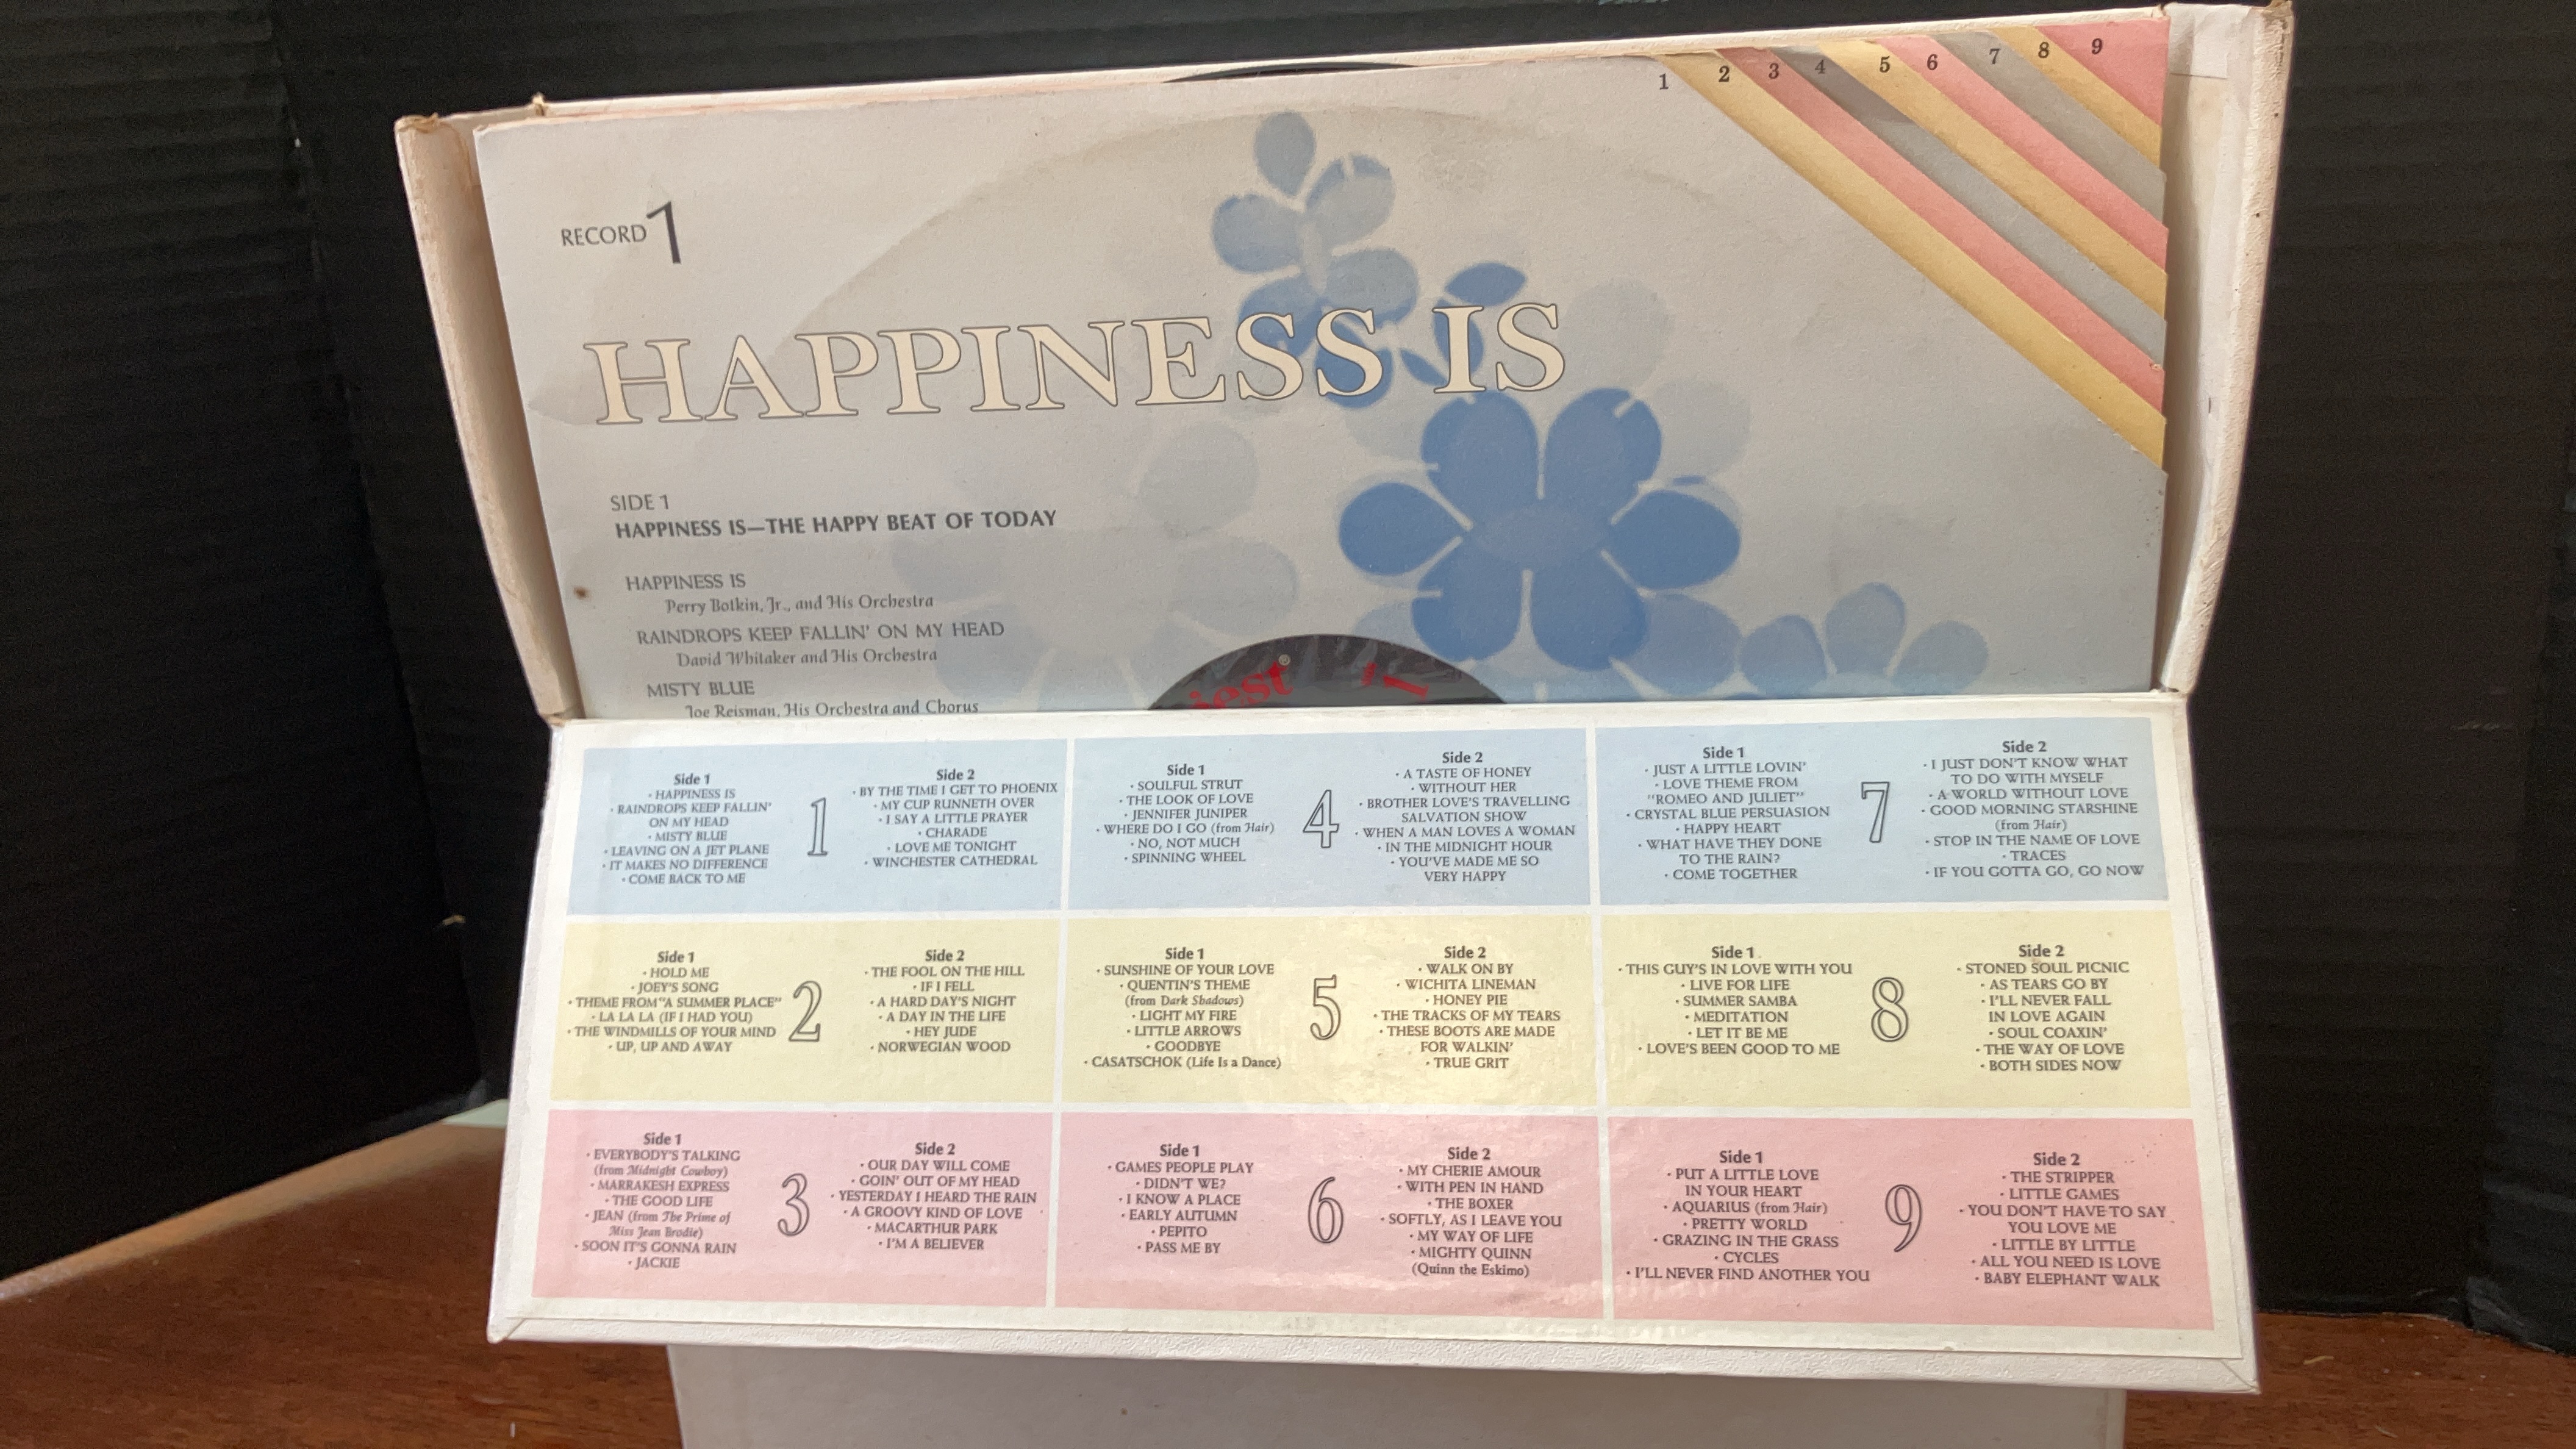 1 2 3 4 5 6 7 8 9
RECORD 1
HAPPINESS IS
SIDE 1
HAPPINESS IS—THE HAPPY BEAT OF TODAY
HAPPINESS IS
Perry Botkin, Jr., and His Orchestra
RAINDROPS KEEP FALLIN' ON MY HEAD
David Whitaker and His Orchestra
MISTY BLUE
Joe Reisman, His Orchestra and Chorus
iest
1
Side 1
• HAPPINESS IS
• RAINDROPS KEEP FALLIN'
ON MY HEAD
• MISTY BLUE
• LEAVING ON A JET PLANE
• IT MAKES NO DIFFERENCE
• COME BACK TO ME
1
Side 2
• BY THE TIME I GET TO PHOENIX
• MY CUP RUNNETH OVER
• I SAY A LITTLE PRAYER
• CHARADE
• LOVE ME TONIGHT
• WINCHESTER CATHEDRAL
Side 1
• SOULFUL STRUT
• THE LOOK OF LOVE
• JENNIFER JUNIPER
• WHERE DO I GO (from Hair)
• NO, NOT MUCH
• SPINNING WHEEL
4
Side 2
• A TASTE OF HONEY
• WITHOUT HER
• BROTHER LOVE'S TRAVELLING
SALVATION SHOW
• WHEN A MAN LOVES A WOMAN
• IN THE MIDNIGHT HOUR
• YOU'VE MADE ME SO
VERY HAPPY
Side 1
• JUST A LITTLE LOVIN'
• LOVE THEME FROM
"ROMEO AND JULIET"
• CRYSTAL BLUE PERSUASION
• HAPPY HEART
• WHAT HAVE THEY DONE
TO THE RAIN?
• COME TOGETHER
7
Side 2
• I JUST DON'T KNOW WHAT
TO DO WITH MYSELF
• A WORLD WITHOUT LOVE
• GOOD MORNING STARSHINE
(from Hair)
• STOP IN THE NAME OF LOVE
• TRACES
• IF YOU GOTTA GO, GO NOW
Side 1
• HOLD ME
• JOEY'S SONG
• THEME FROM "A SUMMER PLACE"
• LA LA LA (IF I HAD YOU)
• THE WINDMILLS OF YOUR MIND
• UP, UP AND AWAY
2
Side 2
• THE FOOL ON THE HILL
• IF I FELL
• A HARD DAY'S NIGHT
• A DAY IN THE LIFE
• HEY JUDE
• NORWEGIAN WOOD
Side 1
• SUNSHINE OF YOUR LOVE
• QUENTIN'S THEME
(from Dark Shadows)
• LIGHT MY FIRE
• LITTLE ARROWS
• GOODBYE
• CASATSCHOK (Life Is a Dance)
5
Side 2
• WALK ON BY
• WICHITA LINEMAN
• HONEY PIE
• THE TRACKS OF MY TEARS
• THESE BOOTS ARE MADE
FOR WALKIN'
• TRUE GRIT
Side 1
• THIS GUY'S IN LOVE WITH YOU
• LIVE FOR LIFE
• SUMMER SAMBA
• MEDITATION
• LET IT BE ME
• LOVE'S BEEN GOOD TO ME
8
Side 2
• STONED SOUL PICNIC
• AS TEARS GO BY
• I'LL NEVER FALL
IN LOVE AGAIN
• SOUL COAXIN'
• THE WAY OF LOVE
• BOTH SIDES NOW
Side 1
• EVERYBODY'S TALKING
(from Midnight Cowboy)
• MARRAKESH EXPRESS
• THE GOOD LIFE
• JEAN (from The Prime of
Miss Jean Brodie)
• SOON IT'S GONNA RAIN
• JACKIE
3
Side 2
• OUR DAY WILL COME
• GOIN' OUT OF MY HEAD
• YESTERDAY I HEARD THE RAIN
• A GROOVY KIND OF LOVE
• MACARTHUR PARK
• I'M A BELIEVER
Side 1
• GAMES PEOPLE PLAY
• DIDN'T WE?
• I KNOW A PLACE
• EARLY AUTUMN
• PEPITO
• PASS ME BY
6
Side 2
• MY CHERIE AMOUR
• WITH PEN IN HAND
• THE BOXER
• SOFTLY, AS I LEAVE YOU
• MY WAY OF LIFE
• MIGHTY QUINN
(Quinn the Eskimo)
Side 1
• PUT A LITTLE LOVE
IN YOUR HEART
• AQUARIUS (from Hair)
• PRETTY WORLD
• GRAZING IN THE GRASS
• CYCLES
• I'LL NEVER FIND ANOTHER YOU
9
Side 2
• THE STRIPPER
• LITTLE GAMES
• YOU DON'T HAVE TO SAY
YOU LOVE ME
• LITTLE BY LITTLE
• ALL YOU NEED IS LOVE
• BABY ELEPHANT WALK